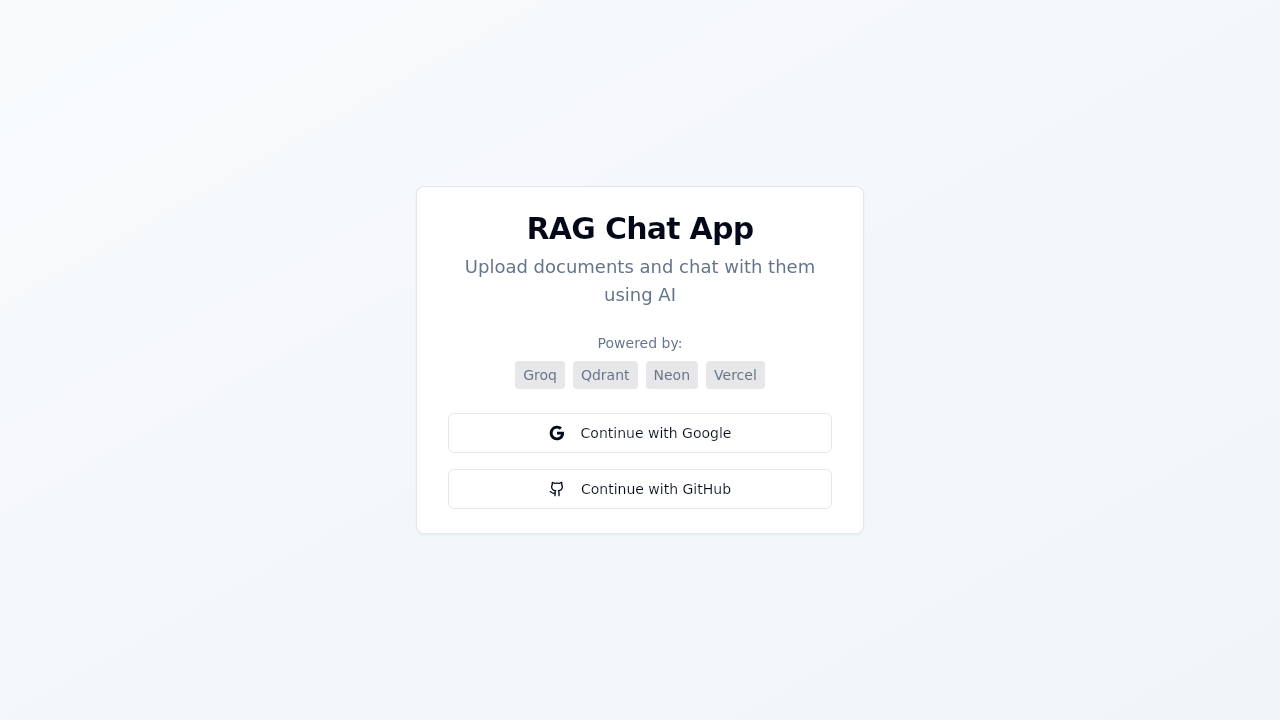 RAG Chat App
Upload documents and chat with them
using AI
Powered by:
Groq Qdrant Neon Vercel
Continue with Google
Continue with GitHub